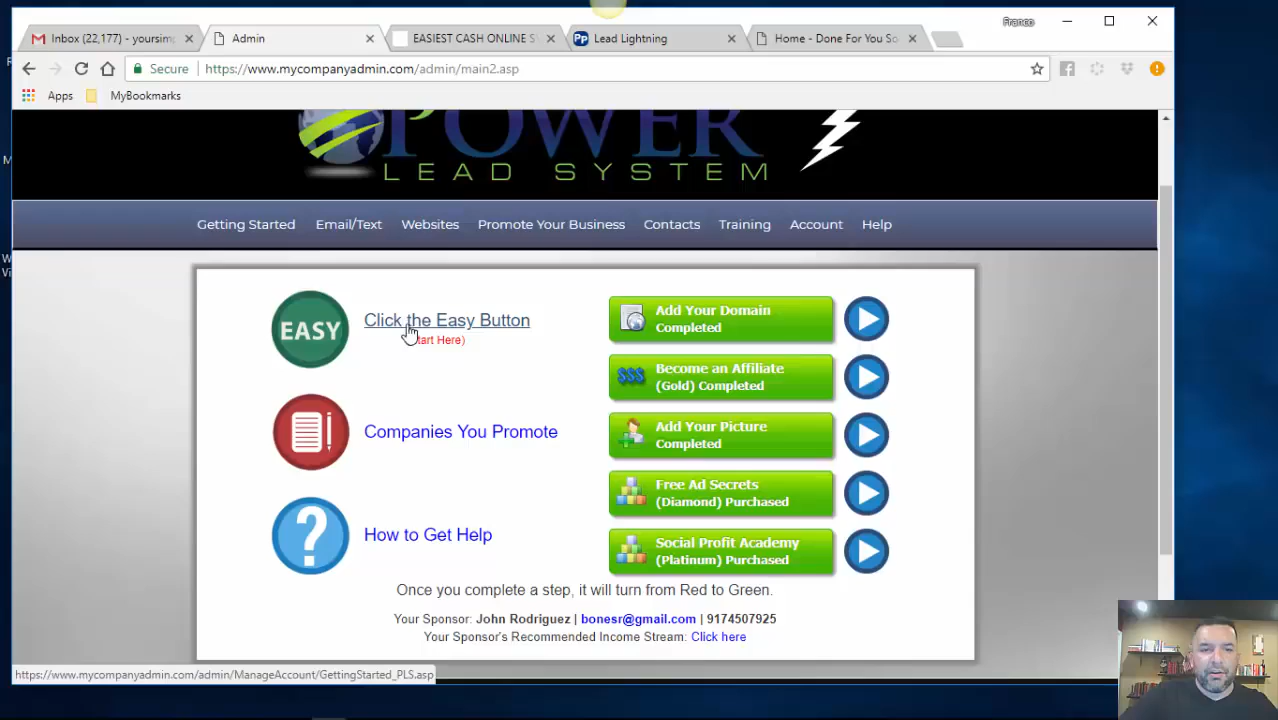 Franco
Inbox (22,177) - yoursim
Admin
EASIEST CASH ONLINE S
Lead Lightning
Home - Done For You So
Secure
https://www.mycompanyadmin.com/admin/main2.asp
Apps
MyBookmarks
POWER
LEAD SYSTEM
Getting Started
Email/Text
Websites
Promote Your Business
Contacts
Training
Account
Help
EASY
Click the Easy Button
tart Here)
Companies You Promote
?
How to Get Help
Add Your Domain
Completed
$$$
Become an Affiliate
(Gold) Completed
Add Your Picture
Completed
Free Ad Secrets
(Diamond) Purchased
Social Profit Academy
(Platinum) Purchased
Once you complete a step, it will turn from Red to Green.
Your Sponsor: John Rodriguez | bonesr@gmail.com | 9174507925
Your Sponsor's Recommended Income Stream: Click here
https://www.mycompanyadmin.com/admin/ManageAccount/GettingStarted_PLS.asp